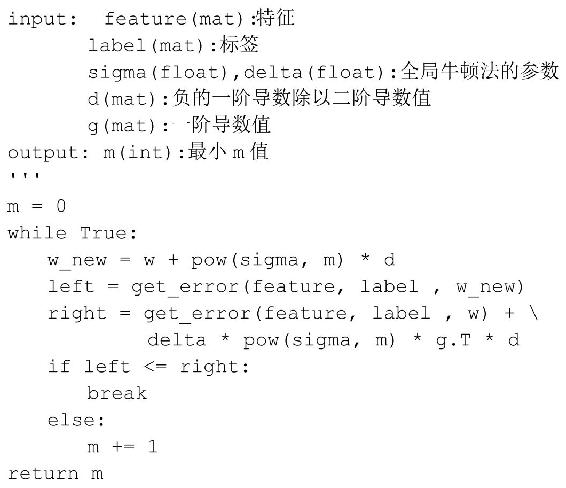 input:  feature(mat):特征
        label(mat):标签
        sigma(float),delta(float):全局牛顿法的参数
        d(mat):负的一阶导数除以二阶导数值
        g(mat):一阶导数值
output: m(int):最小m值
'''
m = 0
while True:
    w_new = w + pow(sigma, m) * d
    left = get_error(feature, label , w_new)
    right = get_error(feature, label , w) + \
            delta * pow(sigma, m) * g.T * d
    if left <= right:
        break
    else:
        m += 1
return m